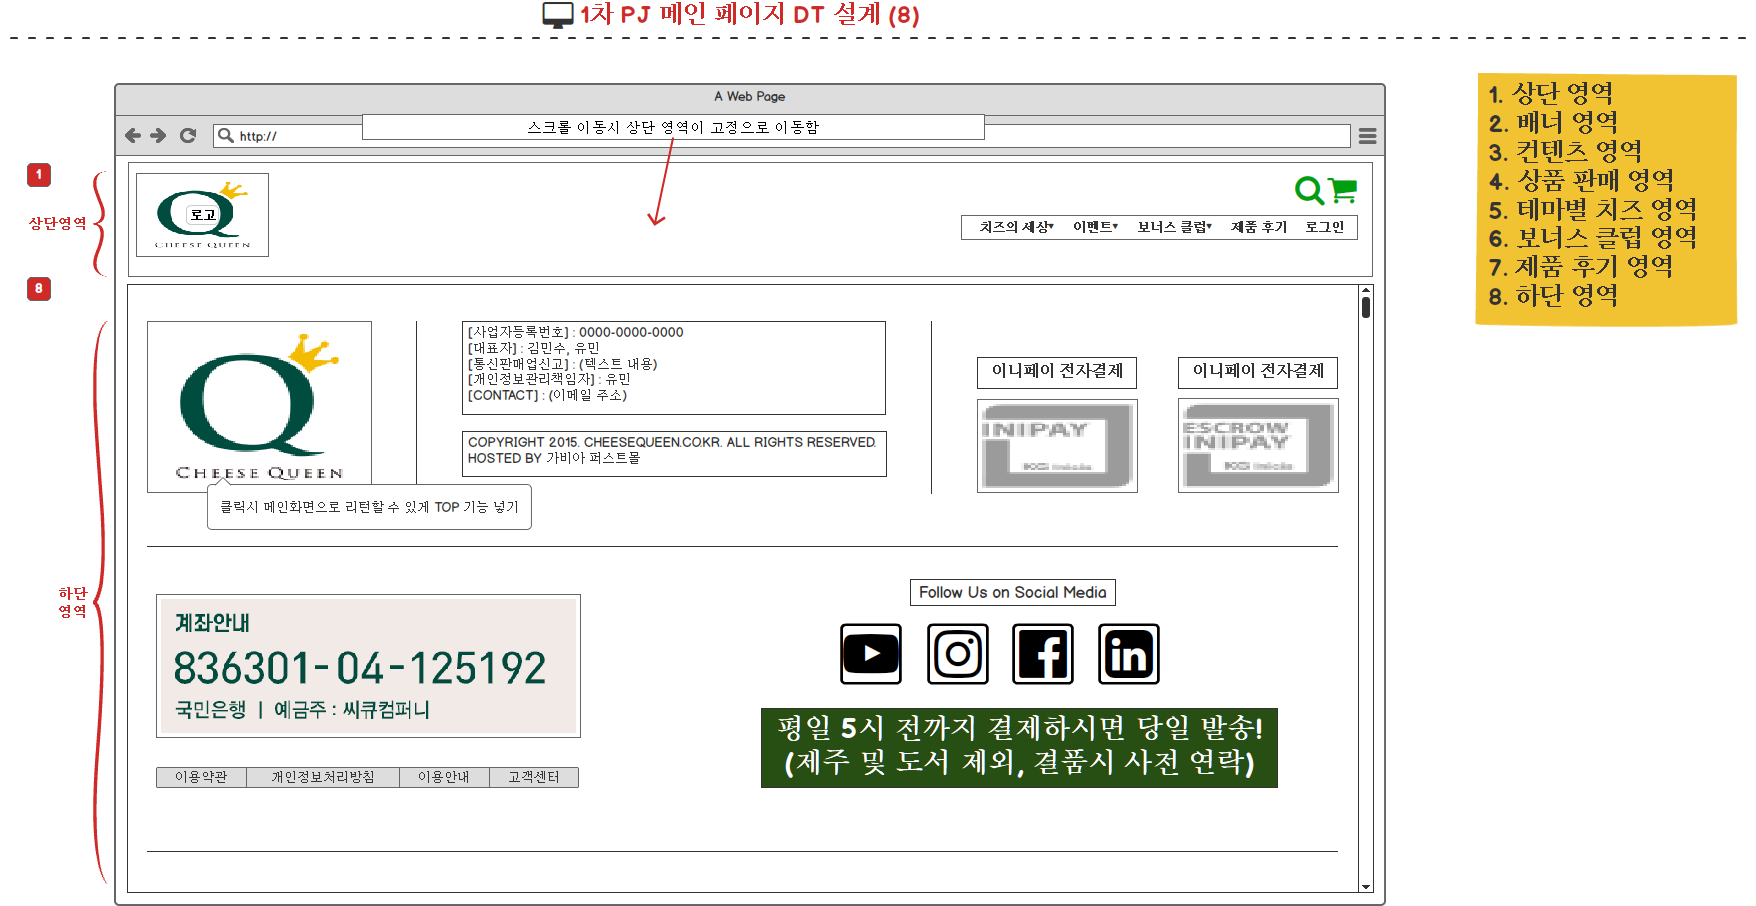 1차 PJ 메인 페이지 DT 설계 (8)
A Web Page
http://
스크롤 이동시 상단 영역이 고정으로 이동함
1
상단영역
로고
CHEESE QUEEN
치즈의 세상▾ 이벤트▾ 보너스 클럽▾ 제품 후기 로그인
1. 상단 영역
2. 배너 영역
3. 컨텐츠 영역
4. 상품 판매 영역
5. 테마별 치즈 영역
6. 보너스 클럽 영역
7. 제품 후기 영역
8. 하단 영역
8
하단
영역
CHEESE QUEEN
클릭시 메인화면으로 리턴할 수 있게 TOP 기능 넣기
[사업자등록번호] : 0000-0000-0000
[대표자] : 김민수, 유민
[통신판매업신고] : (텍스트 내용)
[개인정보관리책임자] : 유민
[CONTACT] : (이메일 주소)
COPYRIGHT 2015. CHEESEQUEEN.CO.KR. ALL RIGHTS RESERVED.
HOSTED BY 가비아 퍼스트몰
이니페이 전자결제
INIPAY
KG Inicis
이니페이 전자결제
ESCROW
INIPAY
KG Inicis
계좌안내
836301-04-125192
국민은행 | 예금주 : 씨큐컴퍼니
이용약관 개인정보처리방침 이용안내 고객센터
Follow Us on Social Media
평일 5시 전까지 결제하시면 당일 발송!
(제주 및 도서 제외, 결품시 사전 연락)